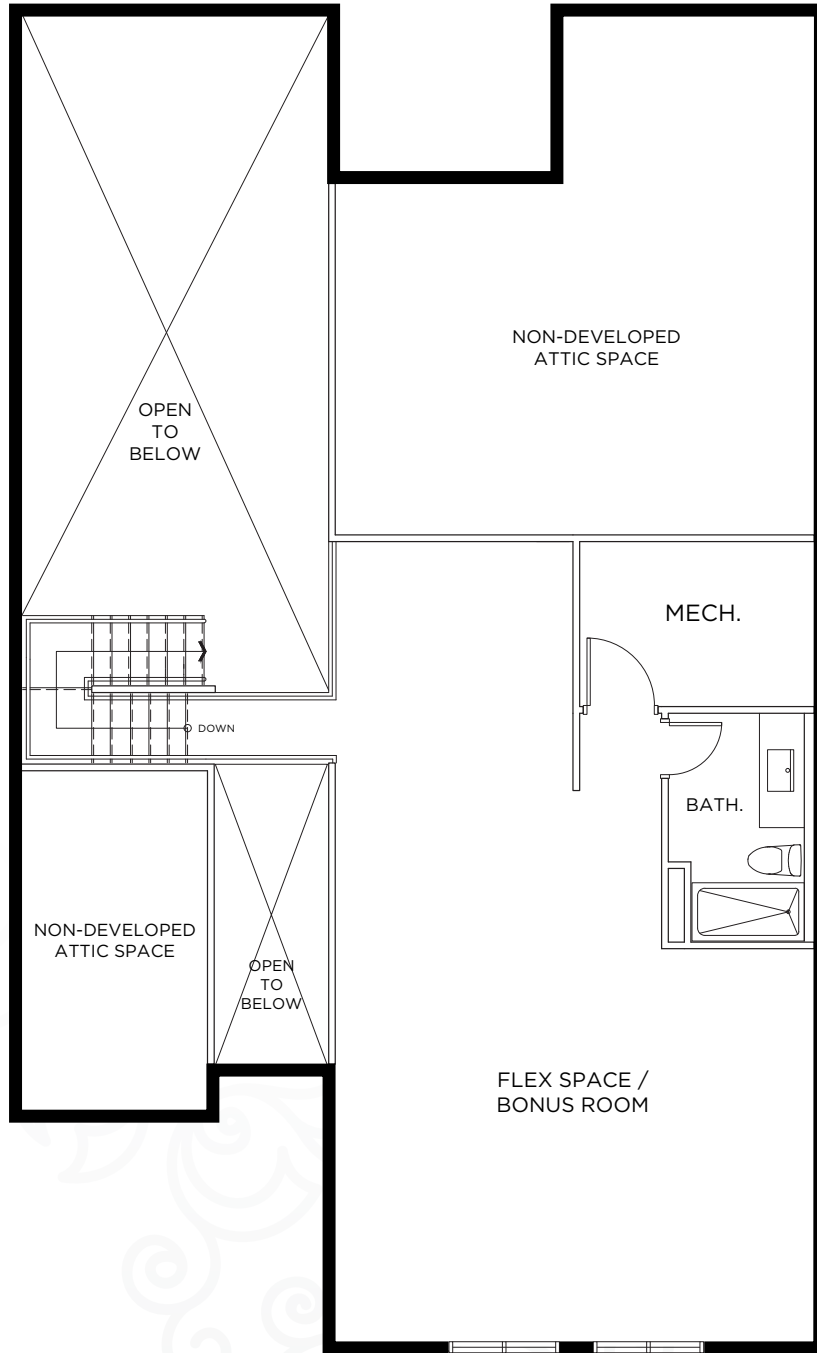 NON-DEVELOPED
ATTIC SPACE
OPEN
TO
BELOW
MECH.
DOWN
BATH.
NON-DEVELOPED
ATTIC SPACE
OPEN
TO
BELOW
FLEX SPACE /
BONUS ROOM